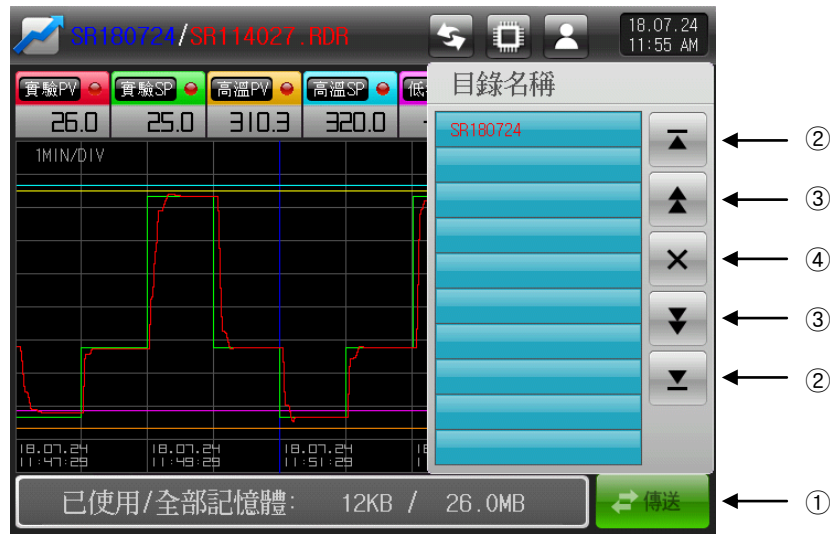 SR180724/SR114027.RDR
18.07.24
11:55 AM
實驗PV 實驗SP 高溫PV 高溫SP 低
26.0 25.0 310.3 320.0 -
目錄名稱
SR180724
②
③
④
③
②
1MIN/DIV
18.07.24 18.07.24 18.07.24 18
11:47:29 11:49:29 11:51:29 1
已使用/全部記憶體: 12KB / 26.0MB
傳送
①